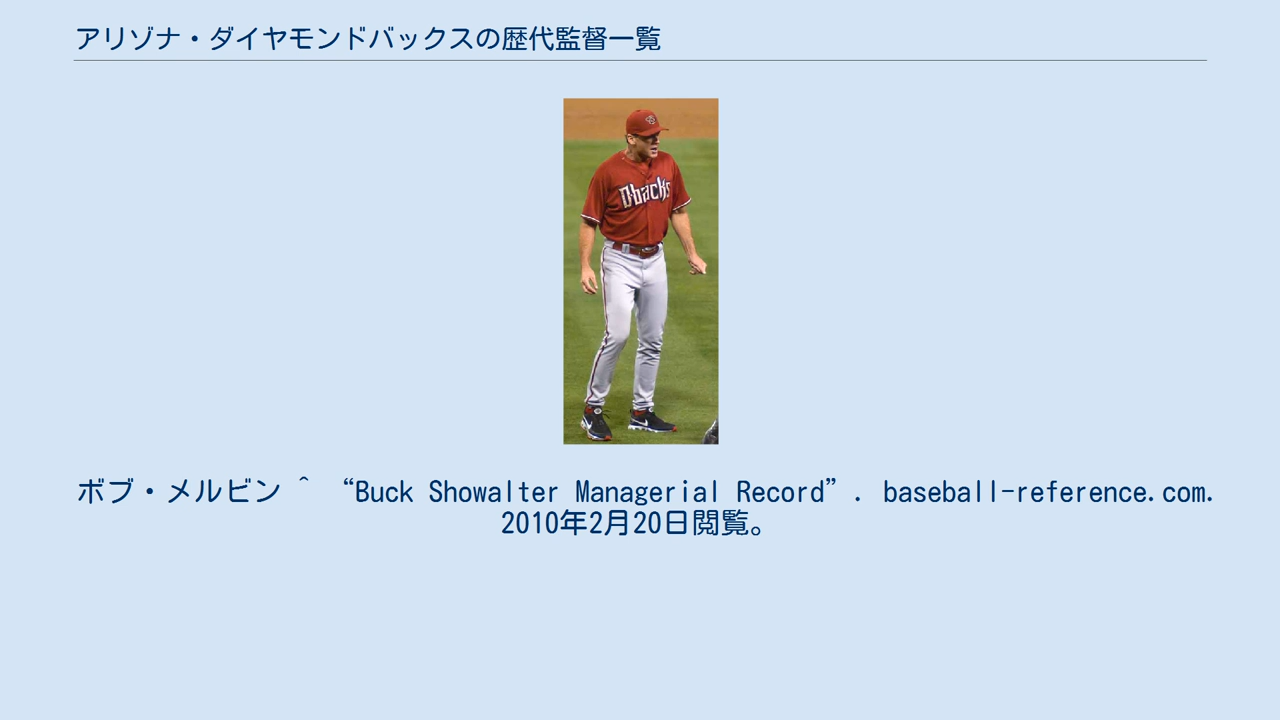 アリゾナ・ダイヤモンドバックスの歴代監督一覧
Dbacks
ボブ・メルビン ^ “Buck Showalter Managerial Record”. baseball-reference.com.
2010年2月20日閲覧。